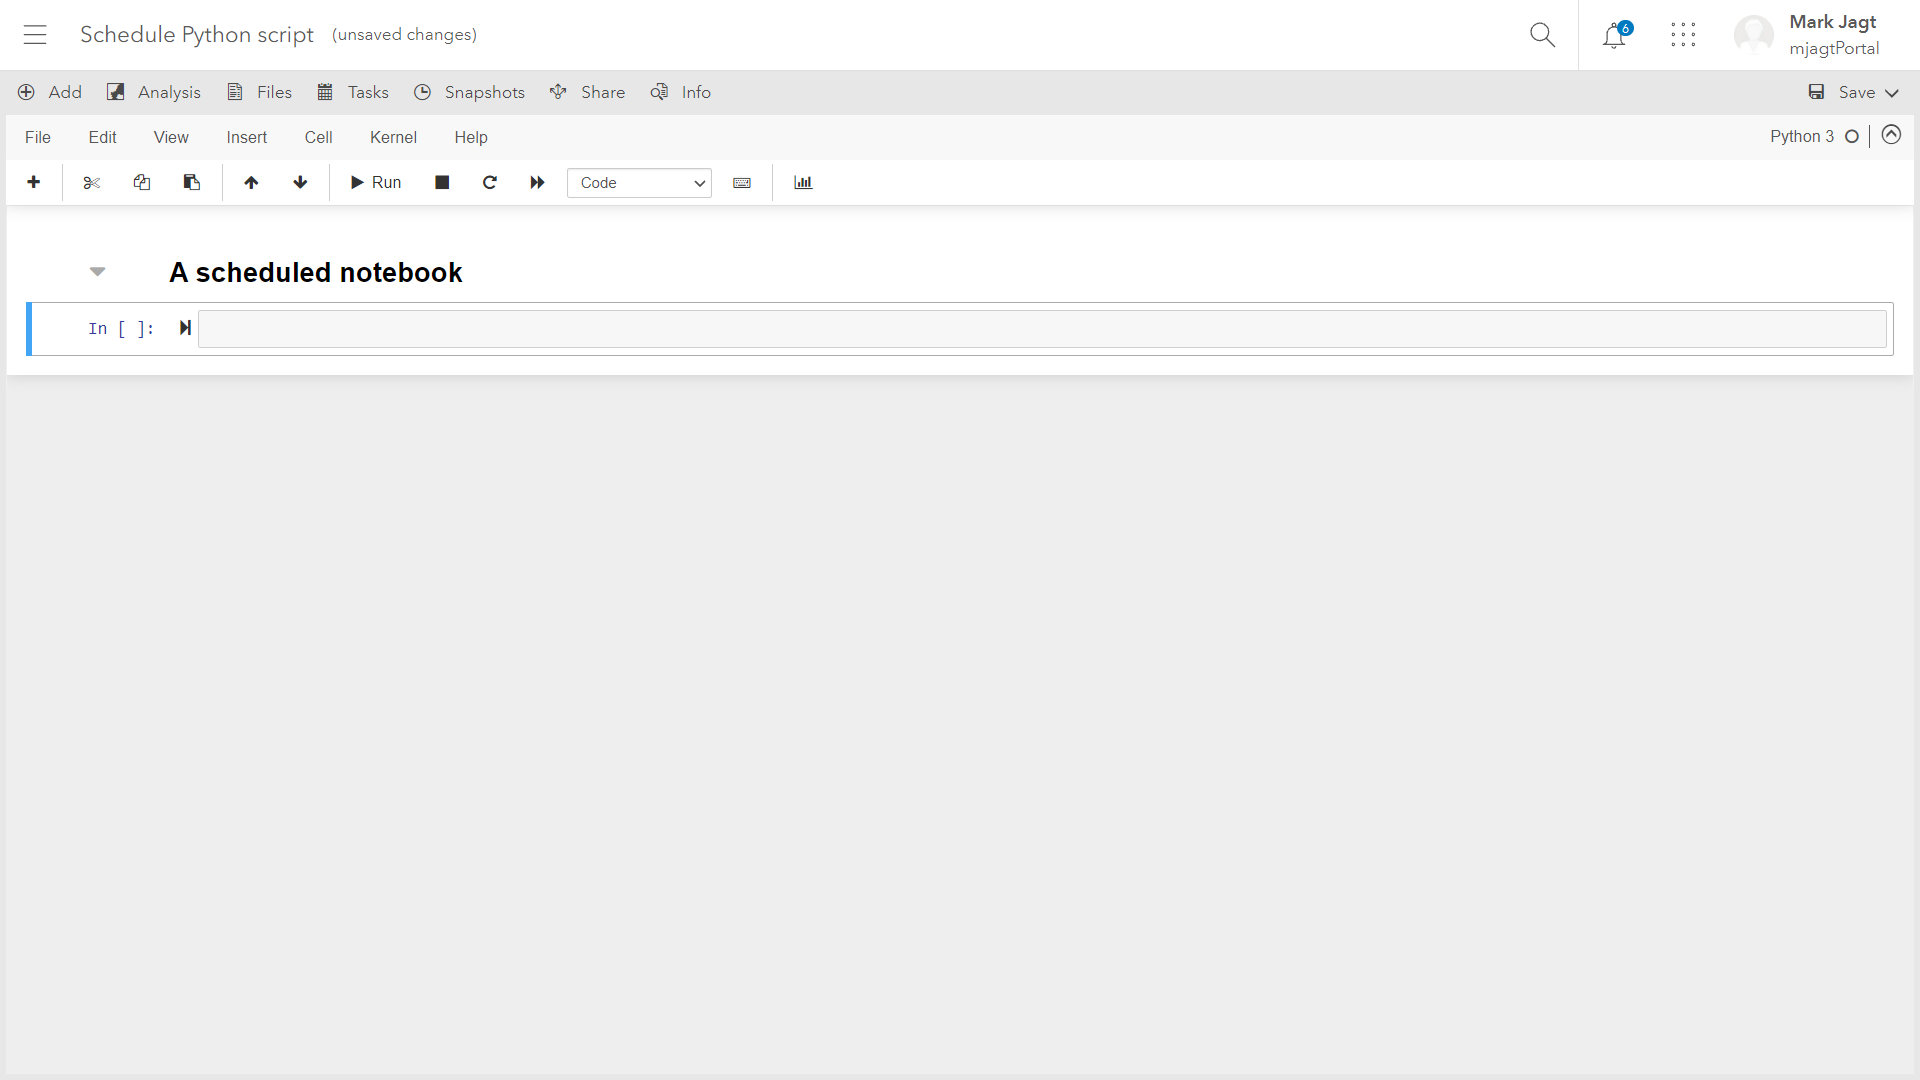 Schedule Python script (unsaved changes)
6
Mark Jagt
mjagtPortal
Add Analysis Files Tasks Snapshots Share Info Save
File Edit View Insert Cell Kernel Help Python 3
Run Code
A scheduled notebook
In [ ]: